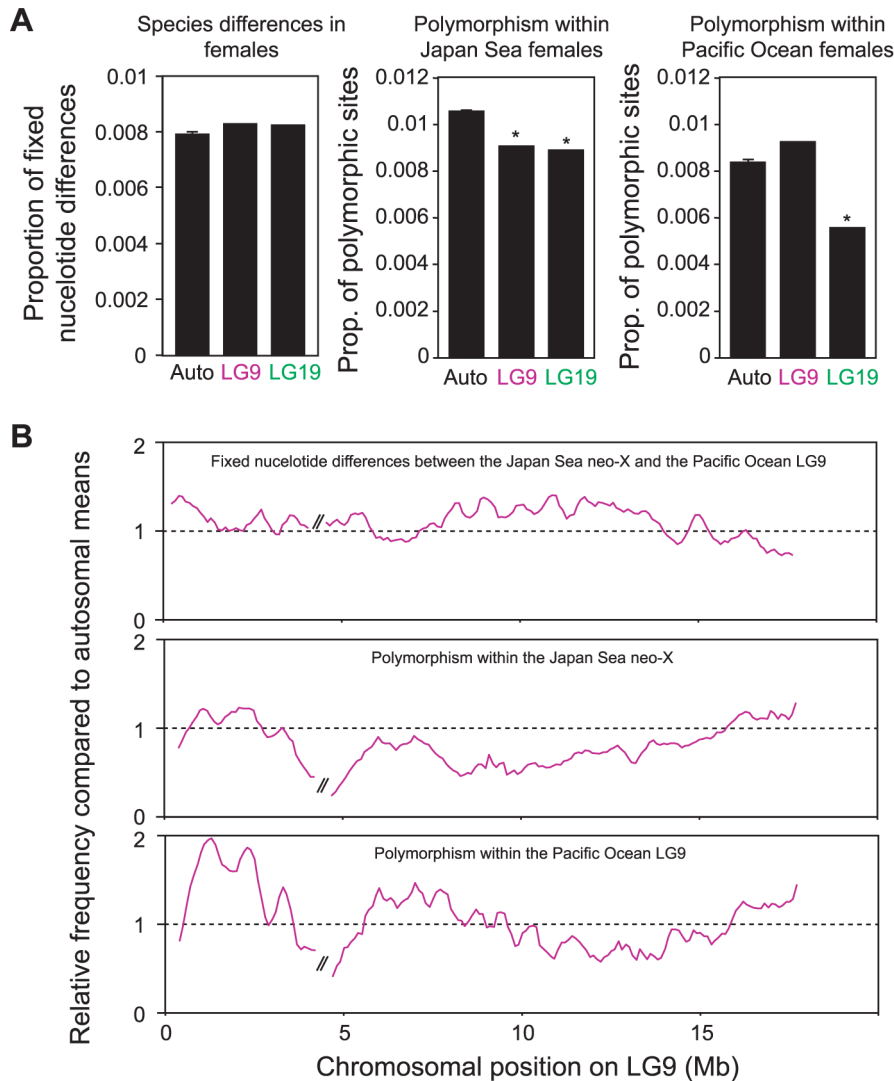 A
Species differences in
females
Polymorphism within
Japan Sea females
Polymorphism within
Pacific Ocean females
Proportion of fixed
nucelotide differences
0.01
0.008
0.006
0.004
0.002
0
Auto LG9 LG19
Prop. of polymorphic sites
0.012
0.01
0.008
0.006
0.004
0.002
0
* *
Auto LG9 LG19
Prop. of polymorphic sites
0.012
0.01
0.008
0.006
0.004
0.002
0
*
Auto LG9 LG19
B
Relative frequency compared to autosomal means
2
1
0
Fixed nucelotide differences between the Japan Sea neo-X and the Pacific Ocean LG9
//
2
1
0
Polymorphism within the Japan Sea neo-X
//
2
1
0
Polymorphism within the Pacific Ocean LG9
//
0 5 10 15
Chromosomal position on LG9 (Mb)